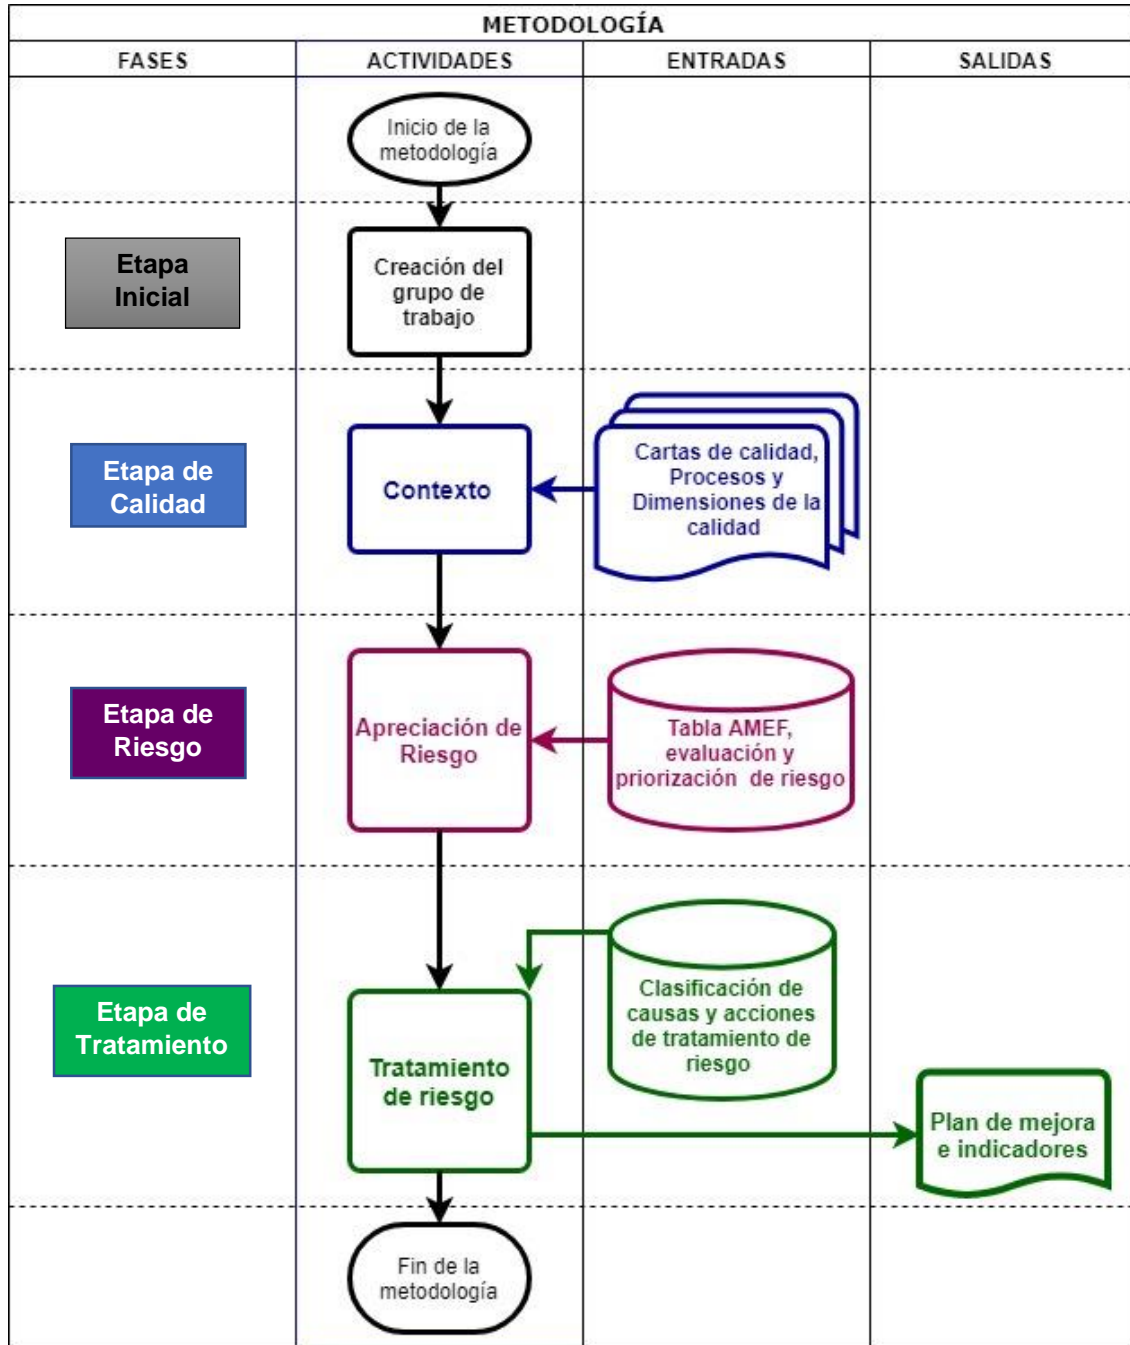 METODOLOGÍA
FASES
ACTIVIDADES
ENTRADAS
SALIDAS
Inicio de la
metodología
Etapa
Inicial
Creación del
grupo de
trabajo
Etapa de
Calidad
Contexto
Cartas de calidad,
Procesos y
Dimensiones de la
calidad
Etapa de
Riesgo
Apreciación de
Riesgo
Tabla AMEF,
evaluación y
priorización de riesgo
Etapa de
Tratamiento
Tratamiento
de riesgo
Clasificación de
causas y acciones
de tratamiento de
riesgo
Plan de mejora
e indicadores
Fin de la
metodología